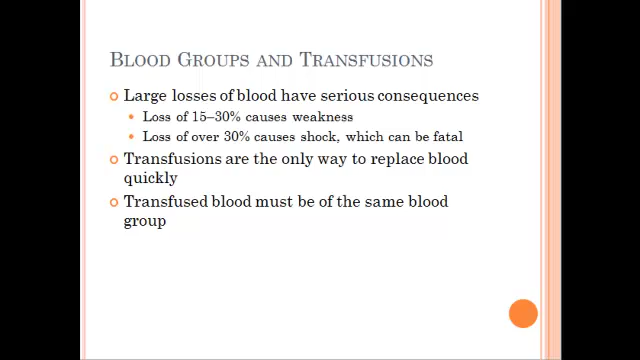 BLOOD GROUPS AND TRANSFUSIONS
Large losses of blood have serious consequences
Loss of 15–30% causes weakness
Loss of over 30% causes shock, which can be fatal
Transfusions are the only way to replace blood
quickly
Transfused blood must be of the same blood
group